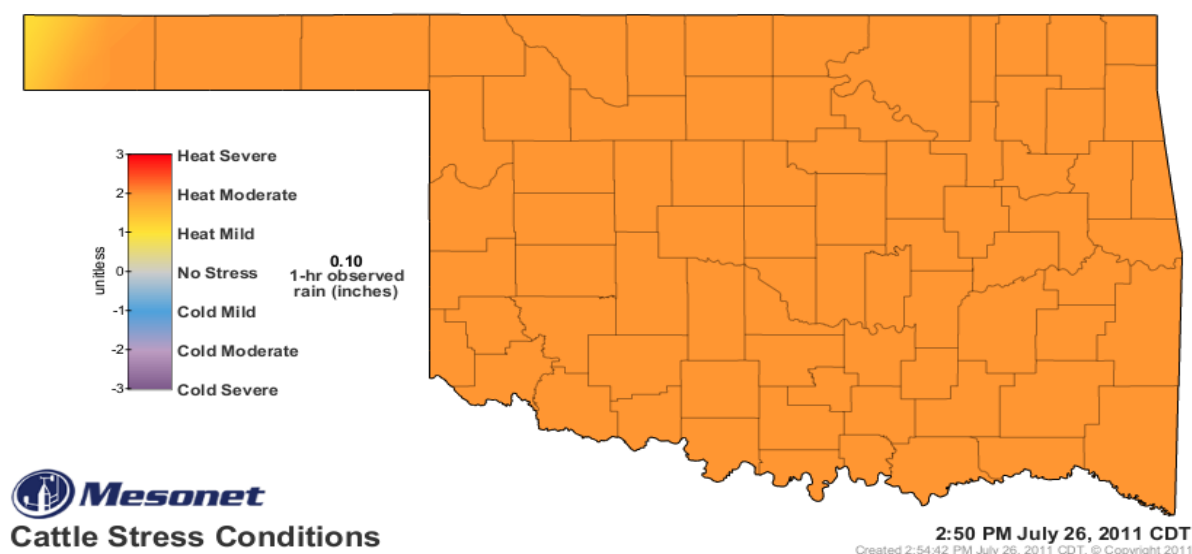 3
Heat Severe
2
Heat Moderate
1
Heat Mild
0
No Stress
-1
Cold Mild
-2
Cold Moderate
-3
Cold Severe
unitless
0.10
1-hr observed
rain (inches)
Mesonet
Cattle Stress Conditions
2:50 PM July 26, 2011 CDT
Created 2:54:42 PM July 26, 2011 CDT. © Copyright 2011